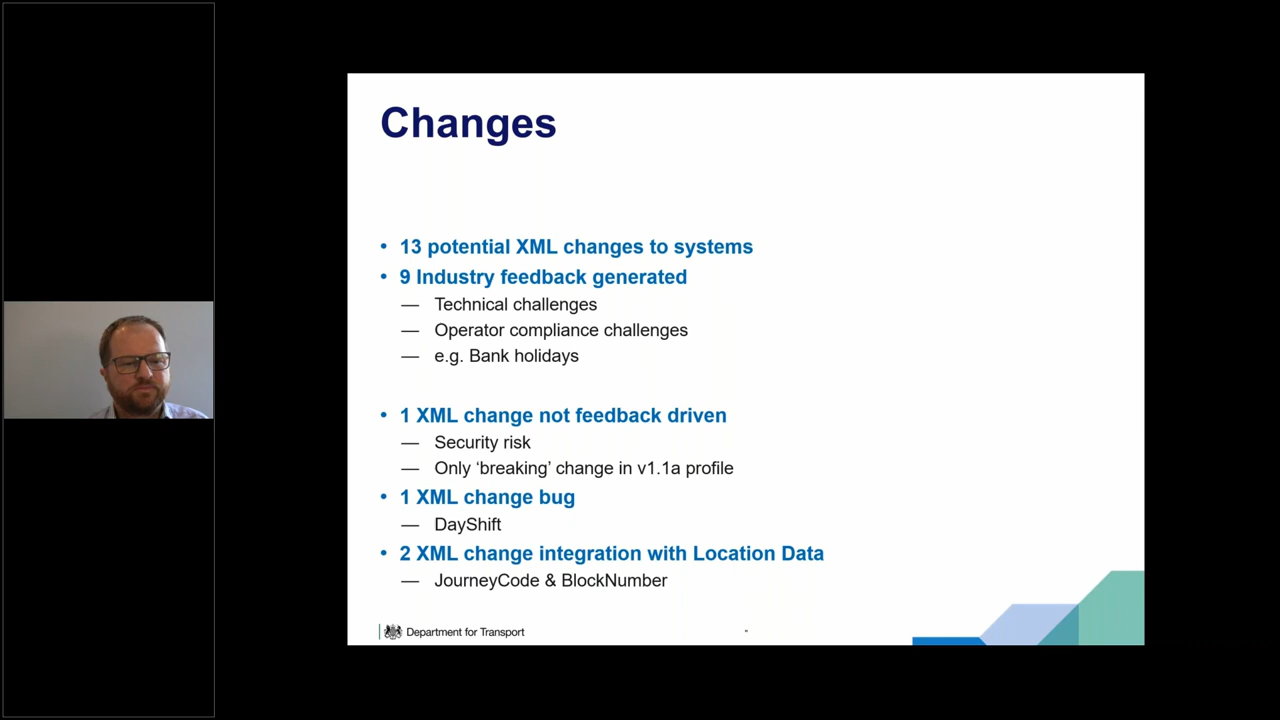 Changes
• 13 potential XML changes to systems
• 9 Industry feedback generated
— Technical challenges
— Operator compliance challenges
— e.g. Bank holidays
• 1 XML change not feedback driven
— Security risk
— Only ‘breaking’ change in v1.1a profile
• 1 XML change bug
— DayShift
• 2 XML change integration with Location Data
— JourneyCode & BlockNumber
Department for Transport